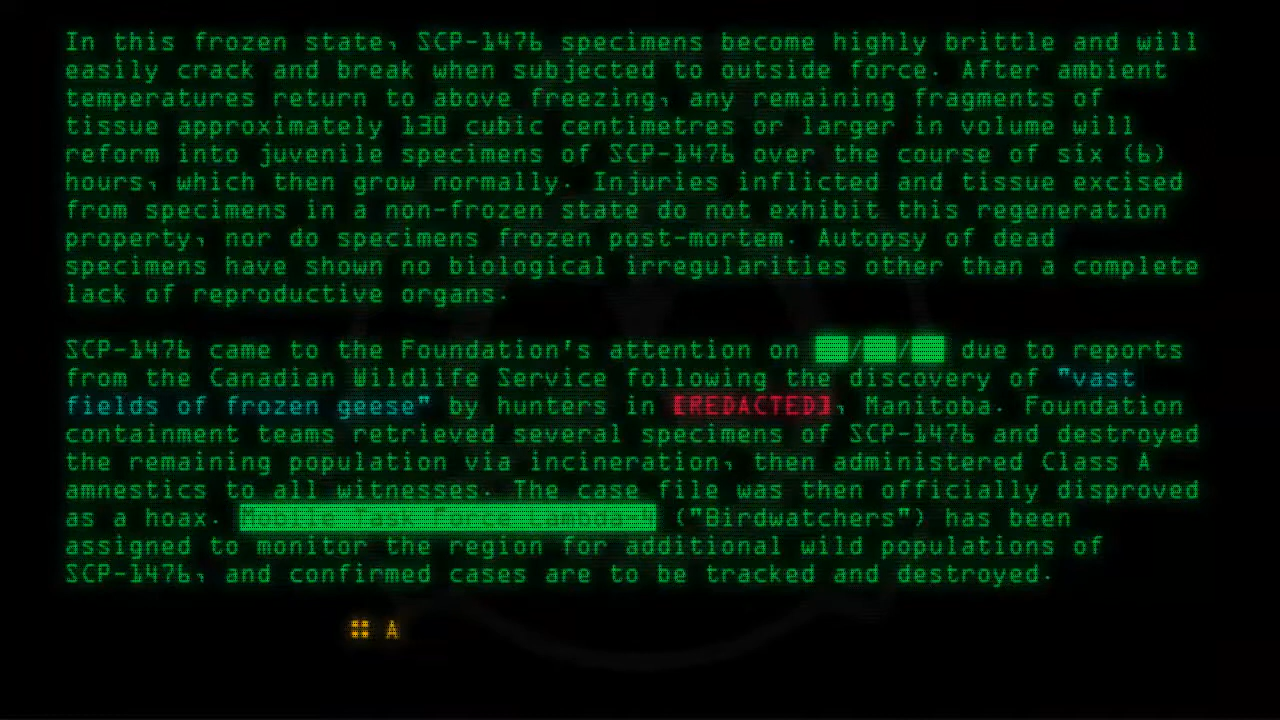 In this frozen state, SCP-1476 specimens become highly brittle and will
easily crack and break when subjected to outside force. After ambient
temperatures return to above freezing, any remaining fragments of
tissue approximately 130 cubic centimetres or larger in volume will
reform into juvenile specimens of SCP-1476 over the course of six (6)
hours, which then grow normally. Injuries inflicted and tissue excised
from specimens in a non-frozen state do not exhibit this regeneration
property, nor do specimens frozen post-mortem. Autopsy of dead
specimens have shown no biological irregularities other than a complete
lack of reproductive organs.
SCP-1476 came to the Foundation's attention on ██/██/██ due to reports
from the Canadian Wildlife Service following the discovery of "vast
fields of frozen geese" by hunters in [REDACTED], Manitoba. Foundation
containment teams retrieved several specimens of SCP-1476 and destroyed
the remaining population via incineration, then administered Class A
amnestics to all witnesses. The case file was then officially disproved
as a hoax. Mobile Task Force ("Birdwatchers") has been
assigned to monitor the region for additional wild populations of
SCP-1476, and confirmed cases are to be tracked and destroyed.
A